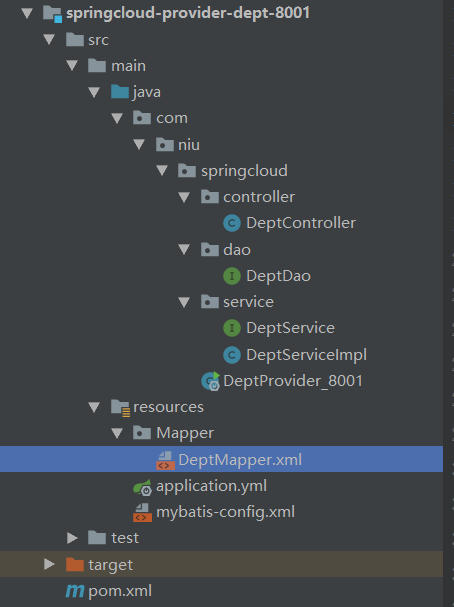 springcloud-provider-dept-8001
src
main
java
com
niu
springcloud
controller
DeptController
dao
DeptDao
service
DeptService
DeptServiceImpl
DeptProvider_8001
resources
Mapper
DeptMapper.xml
application.yml
mybatis-config.xml
test
target
pom.xml